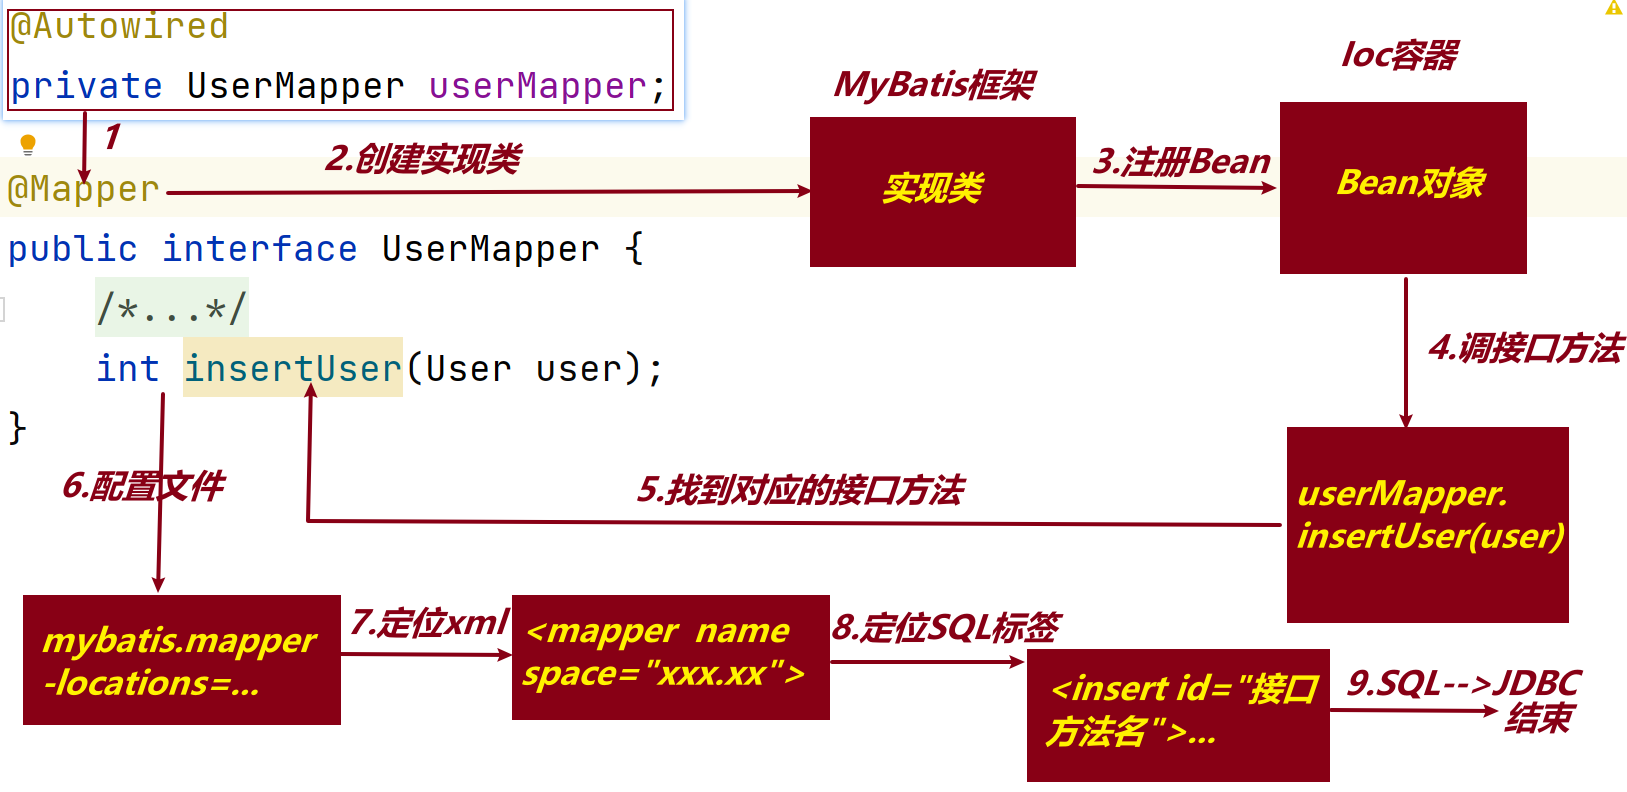 @Autowired
private UserMapper userMapper;
1
@Mapper
public interface UserMapper {
/*...*/
int insertUser(User user);
}
2.创建实现类
MyBatis框架
实现类
3.注册Bean
Ioc容器
Bean对象
4.调接口方法
userMapper.
insertUser(user)
5.找到对应的接口方法
6.配置文件
mybatis.mapper
-locations=...
7.定位xml
<mapper name
space="xxx.xx">
8.定位SQL标签
<insert id="接口
方法名">...
9.SQL-->JDBC
结束